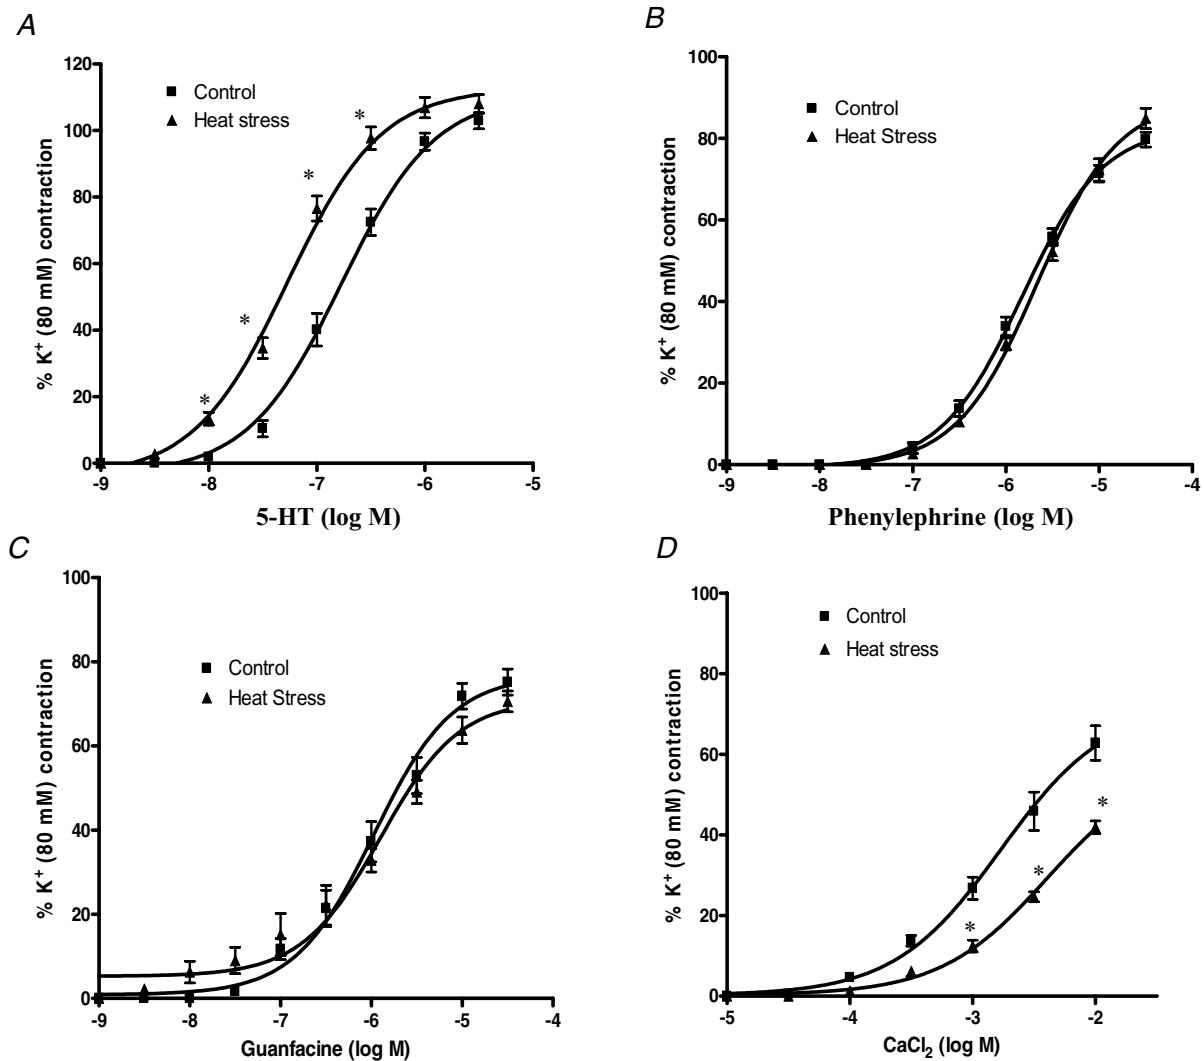 A
B
120
100
80
60
40
20
0
% K⁺ (80 mM) contraction
Control
Heat stress
*
*
*
*
-9
-8
-7
-6
-5
5-HT (log M)
100
80
60
40
20
0
% K⁺ (80 mM) contraction
Control
Heat Stress
-9
-8
-7
-6
-5
-4
Phenylephrine (log M)
C
D
100
80
60
40
20
0
% K⁺ (80 mM) contraction
Control
Heat Stress
-9
-8
-7
-6
-5
-4
Guanfacine (log M)
100
80
60
40
20
0
% K⁺ (80 mM) contraction
Control
Heat stress
*
*
*
-5
-4
-3
-2
CaCl₂ (log M)